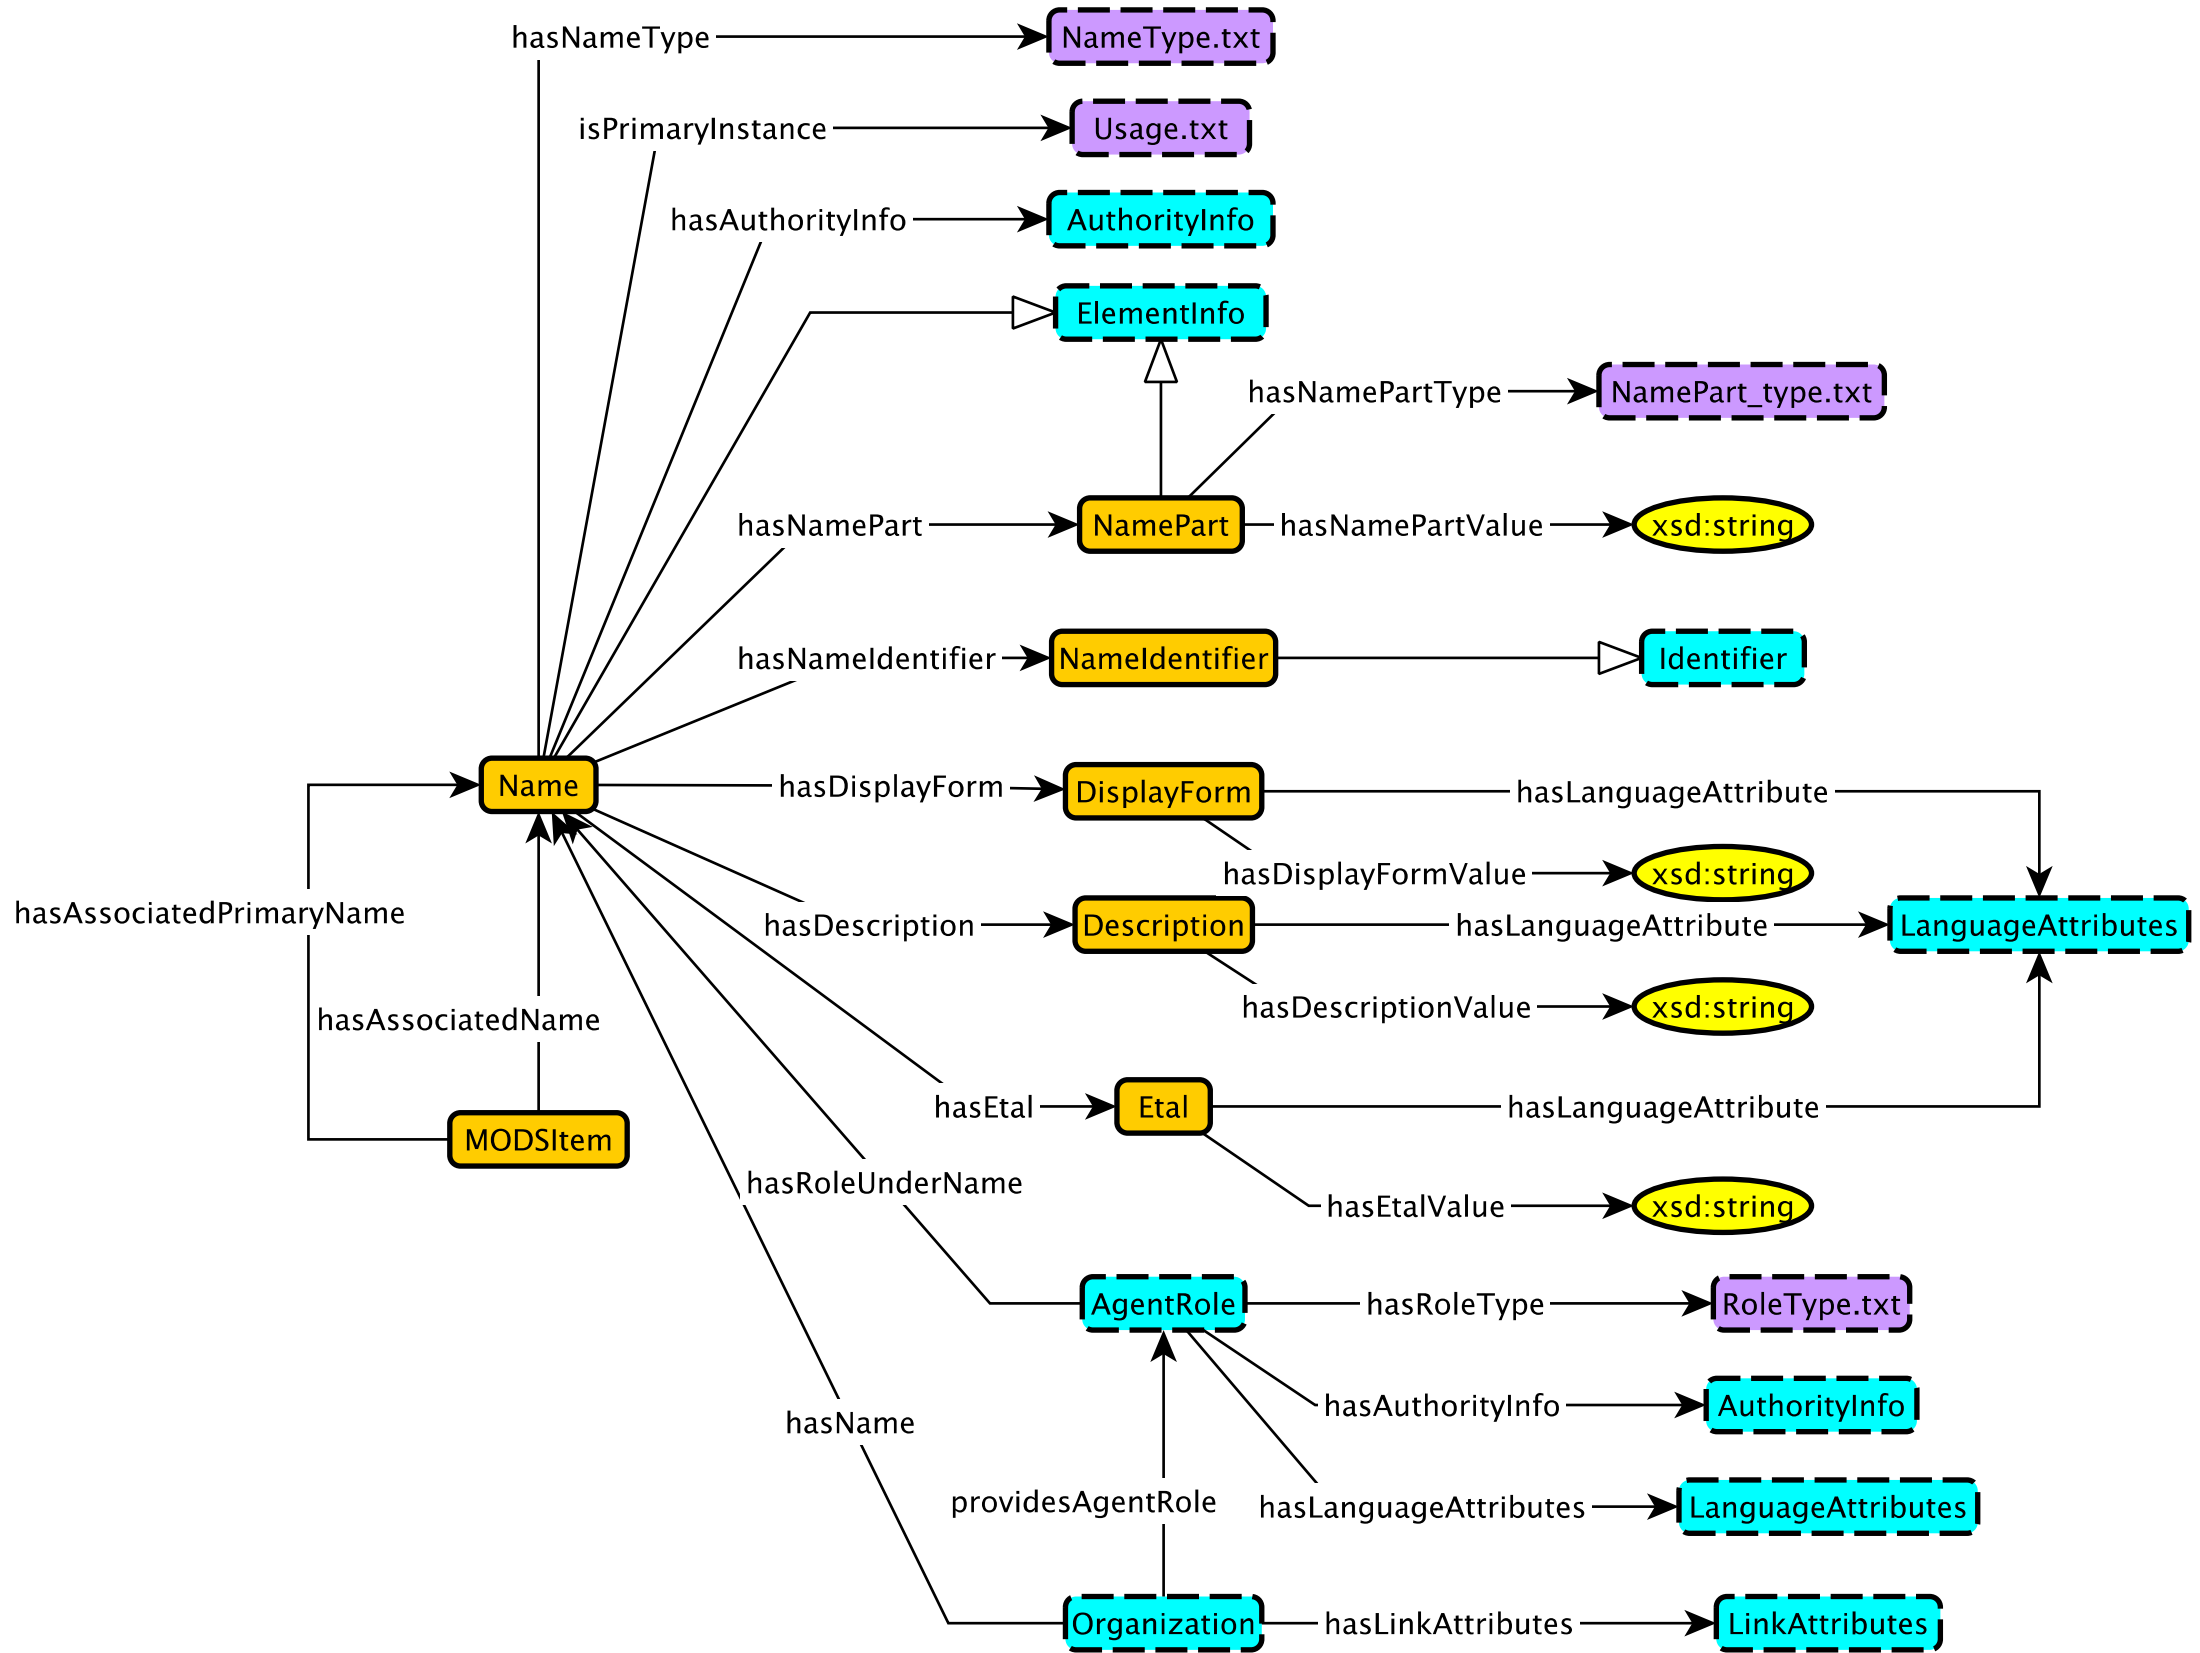 hasNameType
NameType.txt
isPrimaryInstance
Usage.txt
hasAuthorityInfo
AuthorityInfo
ElementInfo
hasNamePartType
NamePart_type.txt
hasNamePart
NamePart
hasNamePartValue
xsd:string
hasNameIdentifier
NameIdentifier
Identifier
Name
hasDisplayForm
DisplayForm
hasLanguageAttribute
hasDisplayFormValue
xsd:string
hasAssociatedPrimaryName
hasDescription
Description
hasLanguageAttribute
LanguageAttributes
hasDescriptionValue
xsd:string
hasAssociatedName
hasEtal
Etal
hasLanguageAttribute
MODSItem
hasRoleUnderName
hasEtalValue
xsd:string
AgentRole
hasRoleType
RoleType.txt
hasAuthorityInfo
AuthorityInfo
hasName
providesAgentRole
hasLanguageAttributes
LanguageAttributes
Organization
hasLinkAttributes
LinkAttributes